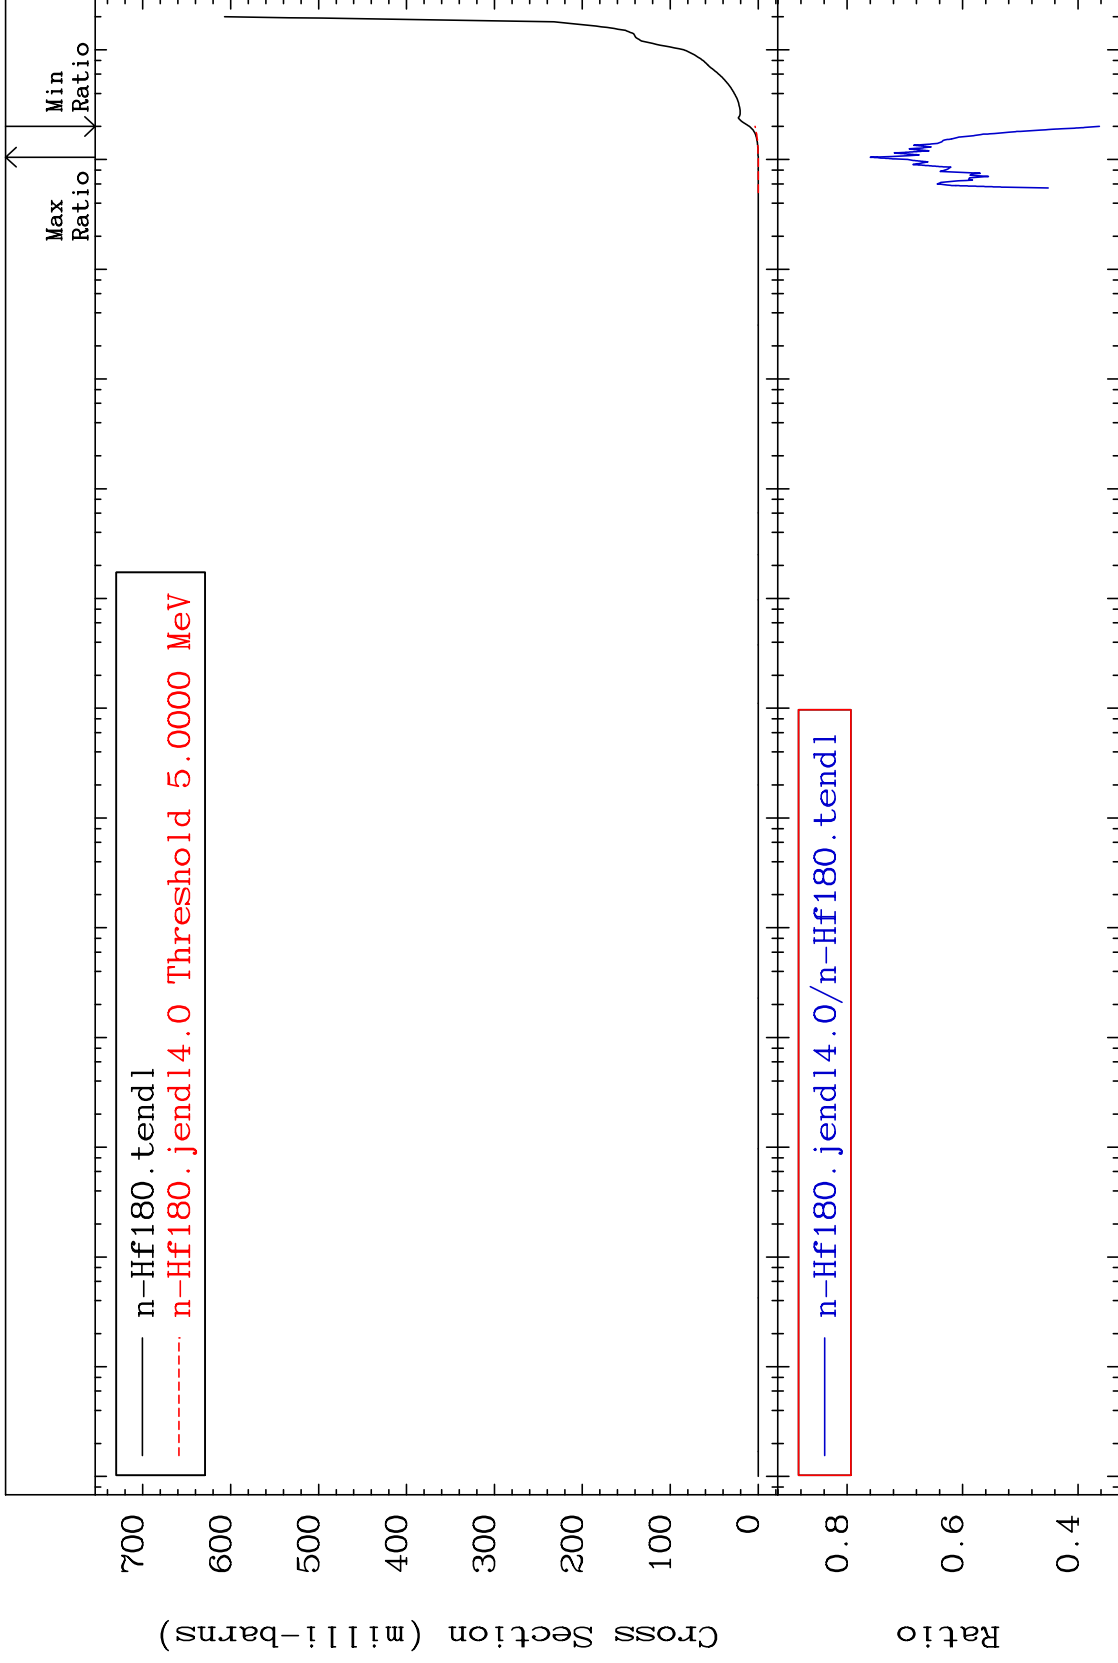 Max
Ratio
Min
Ratio
n-Hf180.tendl
n-Hf180.jendl4.0 Threshold 5.0000 MeV
700
600
500
400
300
200
100
0
Cross Section (milli-barns)
n-Hf180.jendl4.0/n-Hf180.tendl
0.8
0.6
0.4
Ratio